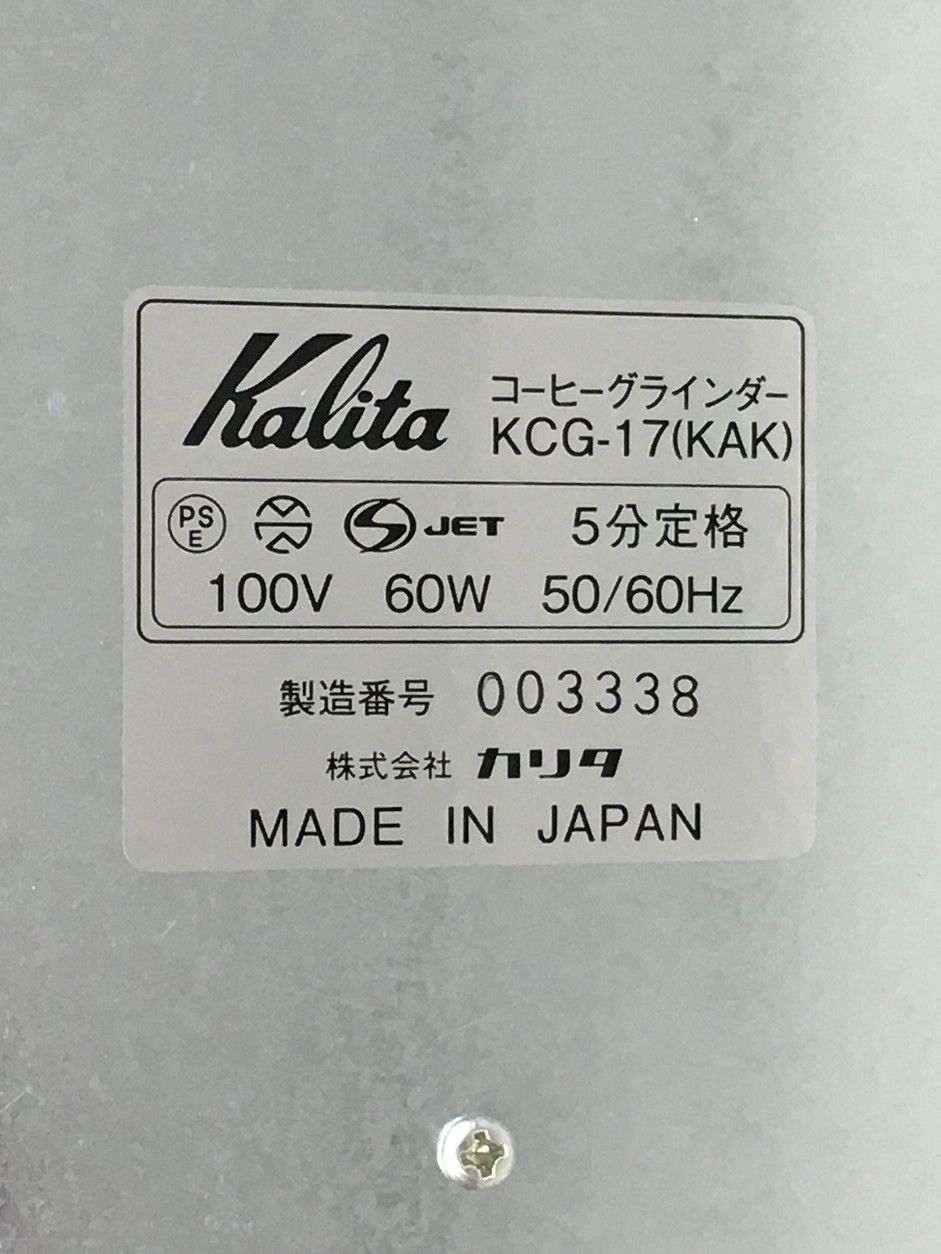 Kalita コーヒーグラインダー
KCG-17(KAK)
PS E JET 5分定格
100V 60W 50/60Hz
製造番号 003338
株式会社 カリタ
MADE IN JAPAN